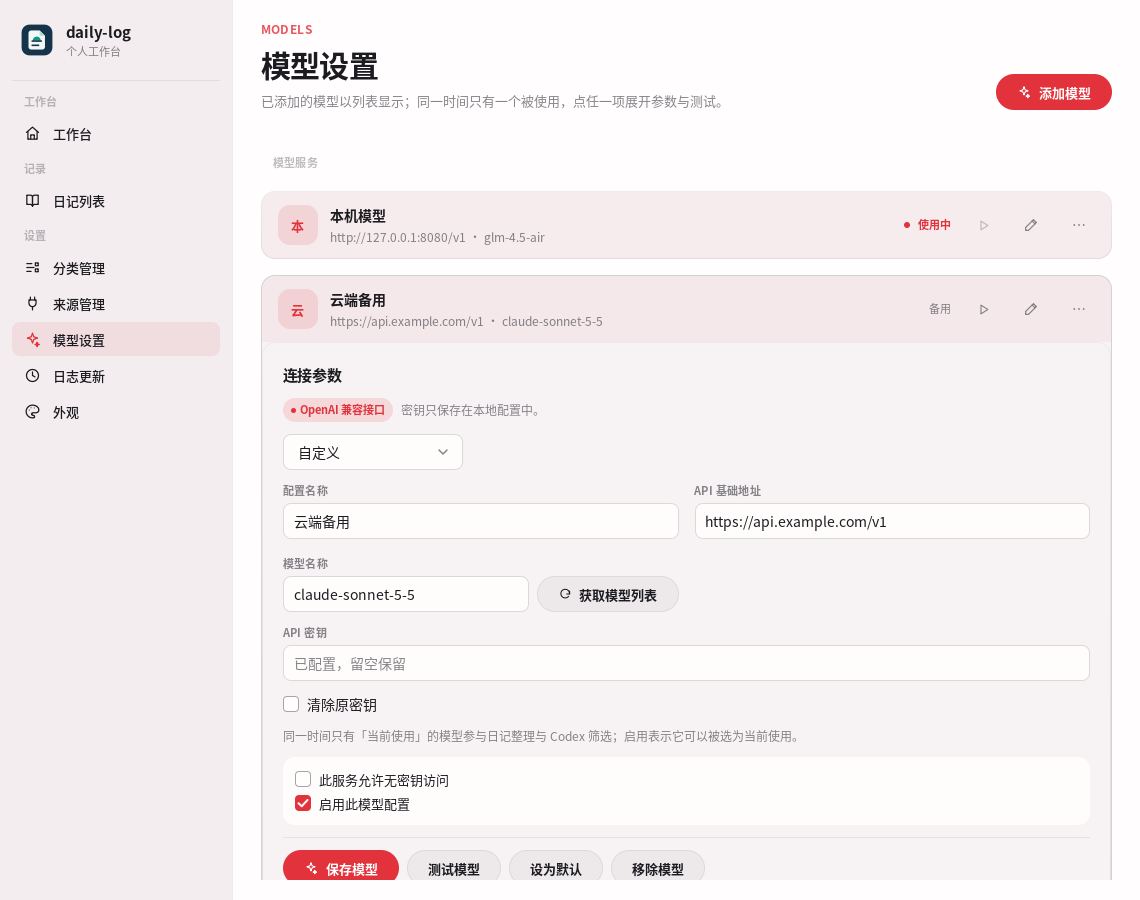 daily-log
个人工作台
工作台
工作台
记录
日记列表
设置
分类管理
来源管理
模型设置
日志更新
外观
MODELS
模型设置
已添加的模型以列表显示；同一时间只有一个被使用，点任一项展开参数与测试。
添加模型
模型服务
本
本机模型
http://127.0.0.1:8080/v1 · glm-4.5-air
使用中
云
云端备用
https://api.example.com/v1 · claude-sonnet-5-5
备用
连接参数
OpenAI 兼容接口 密钥只保存在本地配置中。
自定义
配置名称 API 基础地址
云端备用 https://api.example.com/v1
模型名称
claude-sonnet-5-5 获取模型列表
API 密钥
已配置，留空保留
清除原密钥
同一时间只有「当前使用」的模型参与日记整理与 Codex 筛选；启用表示它可以被选为当前使用。
此服务允许无密钥访问
启用此模型配置
保存模型 测试模型 设为默认 移除模型